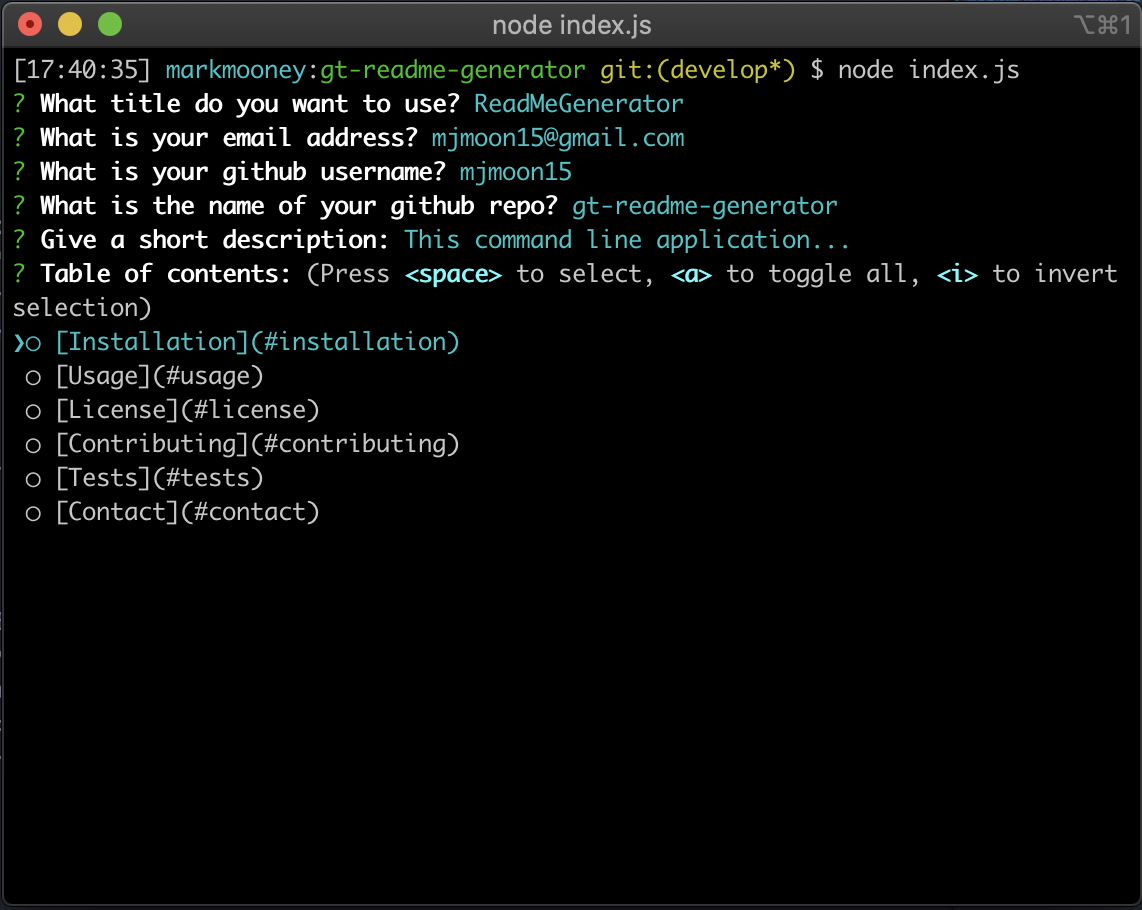 node index.js
⌥⌘1
[17:40:35] markmooney:gt-readme-generator git:(develop*) $ node index.js
? What title do you want to use? ReadMeGenerator
? What is your email address? mjmoon15@gmail.com
? What is your github username? mjmoon15
? What is the name of your github repo? gt-readme-generator
? Give a short description: This command line application...
? Table of contents: (Press <space> to select, <a> to toggle all, <i> to invert
selection)
❯○ [Installation](#installation)
○ [Usage](#usage)
○ [License](#license)
○ [Contributing](#contributing)
○ [Tests](#tests)
○ [Contact](#contact)